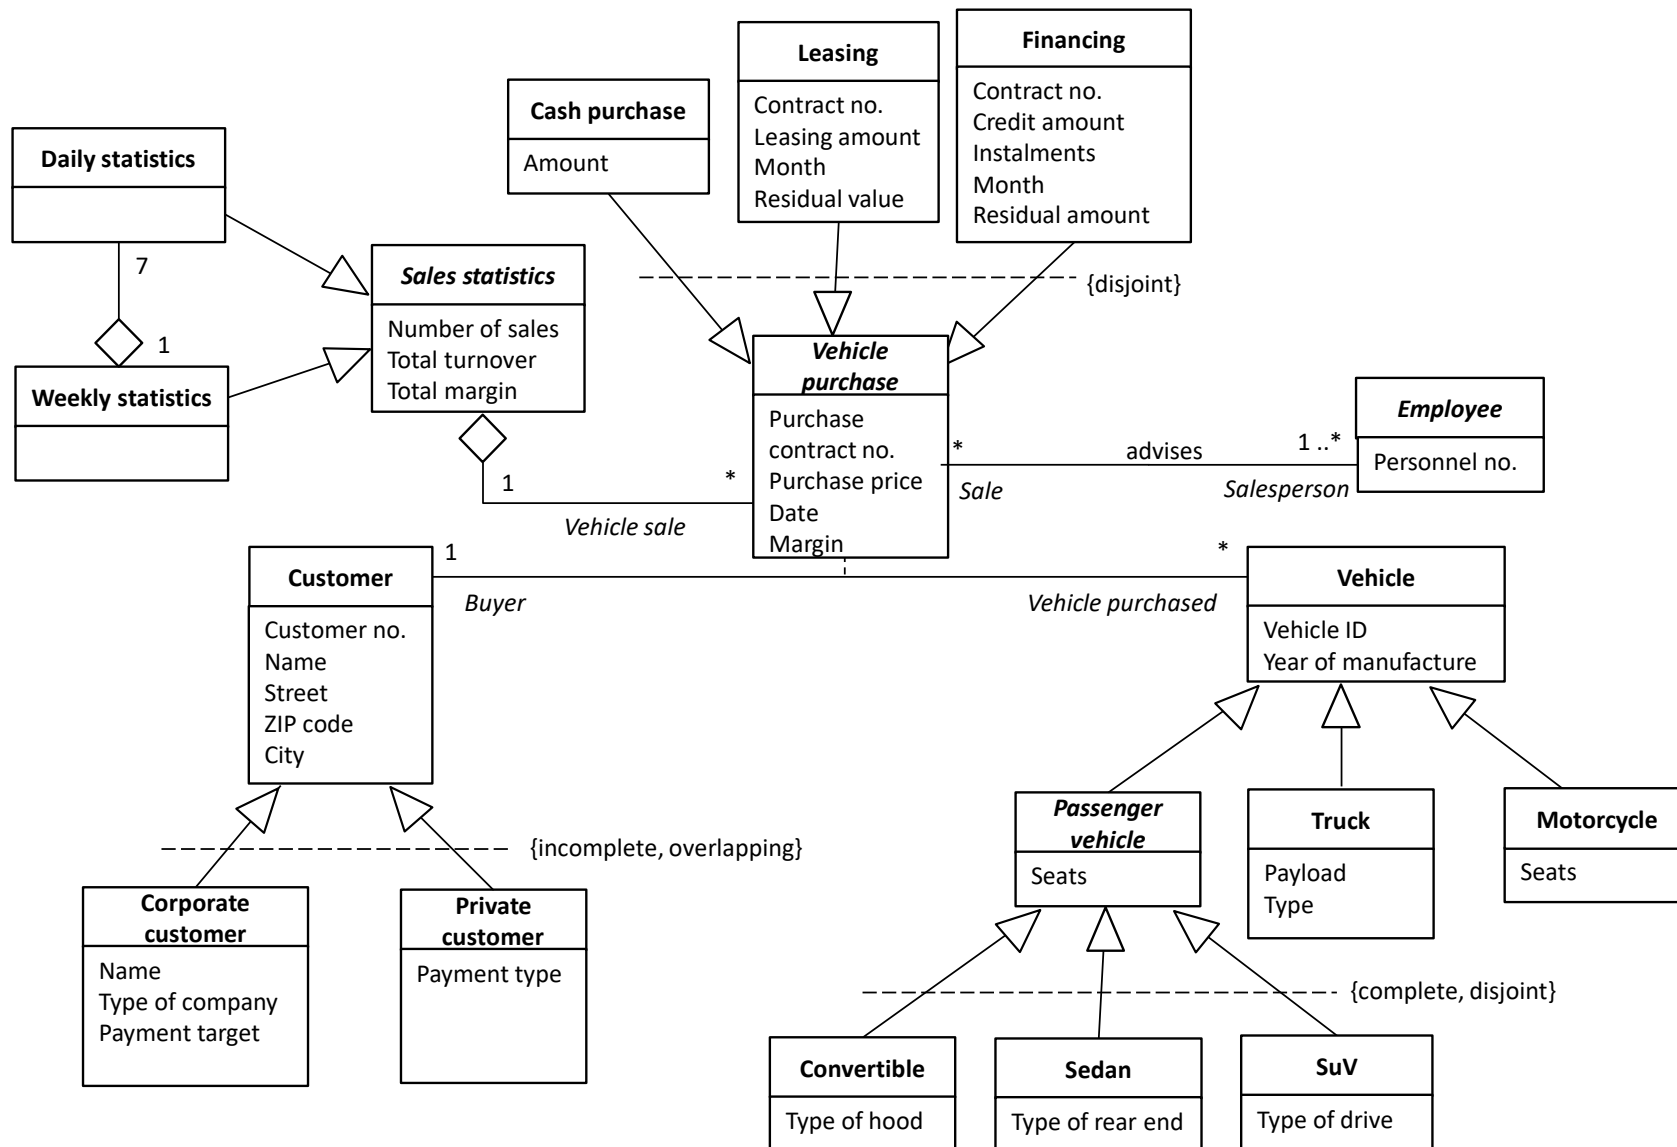 Leasing
Contract no.
Leasing amount
Month
Residual value
Financing
Contract no.
Credit amount
Instalments
Month
Residual amount
Cash purchase
Amount
Daily statistics
7
1
Weekly statistics
Sales statistics
Number of sales
Total turnover
Total margin
{disjoint}
Vehicle
purchase
Purchase
contract no.
Purchase price
Date
Margin
1
*
Vehicle sale
*
advises
1 ..*
Sale
Salesperson
Employee
Personnel no.
Customer
Customer no.
Name
Street
ZIP code
City
1
Buyer
*
Vehicle purchased
Vehicle
Vehicle ID
Year of manufacture
{incomplete, overlapping}
Corporate
customer
Name
Type of company
Payment target
Private
customer
Payment type
Passenger
vehicle
Seats
Truck
Payload
Type
Motorcycle
Seats
{complete, disjoint}
Convertible
Type of hood
Sedan
Type of rear end
SuV
Type of drive